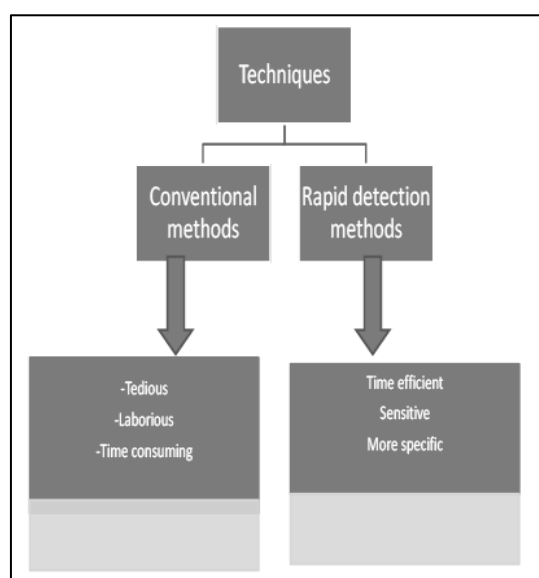 Techniques
Conventional
methods
Rapid detection
methods
-Tedious
-Laborious
-Time consuming
Time efficient
Sensitive
More specific